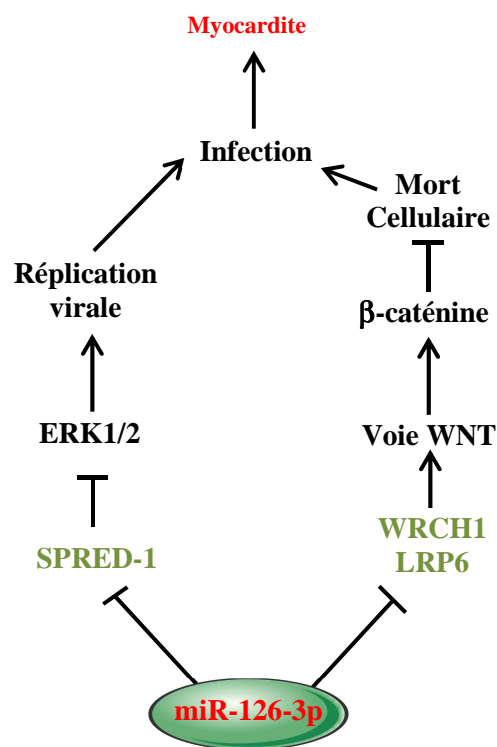 Myocardite
Infection
Mort
Cellulaire
Réplication
virale
β-caténine
ERK1/2
Voie WNT
SPRED-1
WRCH1
LRP6
miR-126-3p